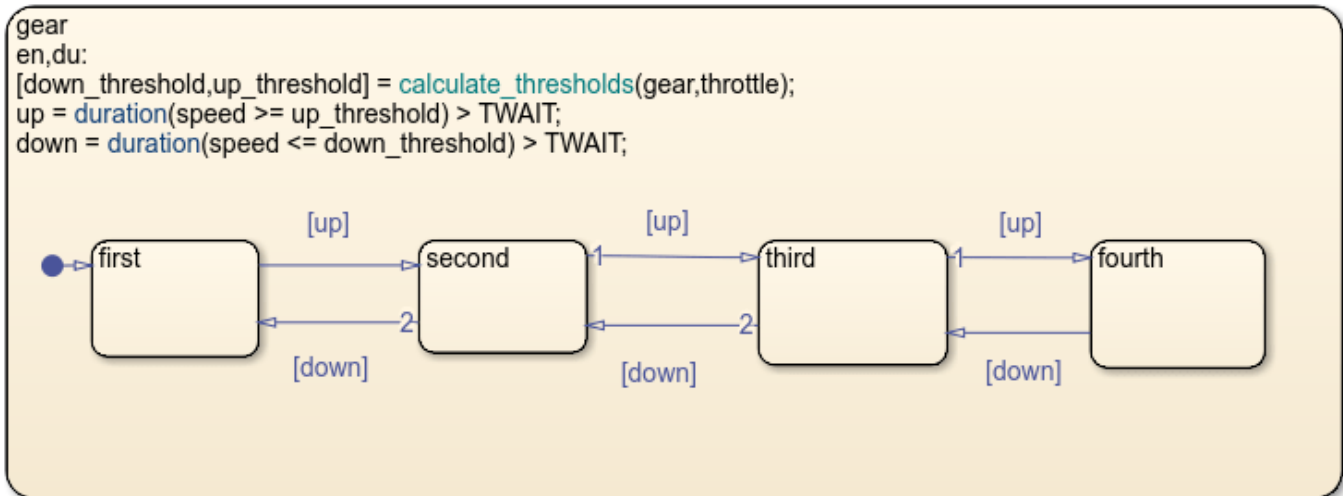 gear
en,du:
[down_threshold,up_threshold] = calculate_thresholds(gear,throttle);
up = duration(speed >= up_threshold) > TWAIT;
down = duration(speed <= down_threshold) > TWAIT;
[up] [up] [up]
first second 1 third 1 fourth
2 2
[down] [down] [down]